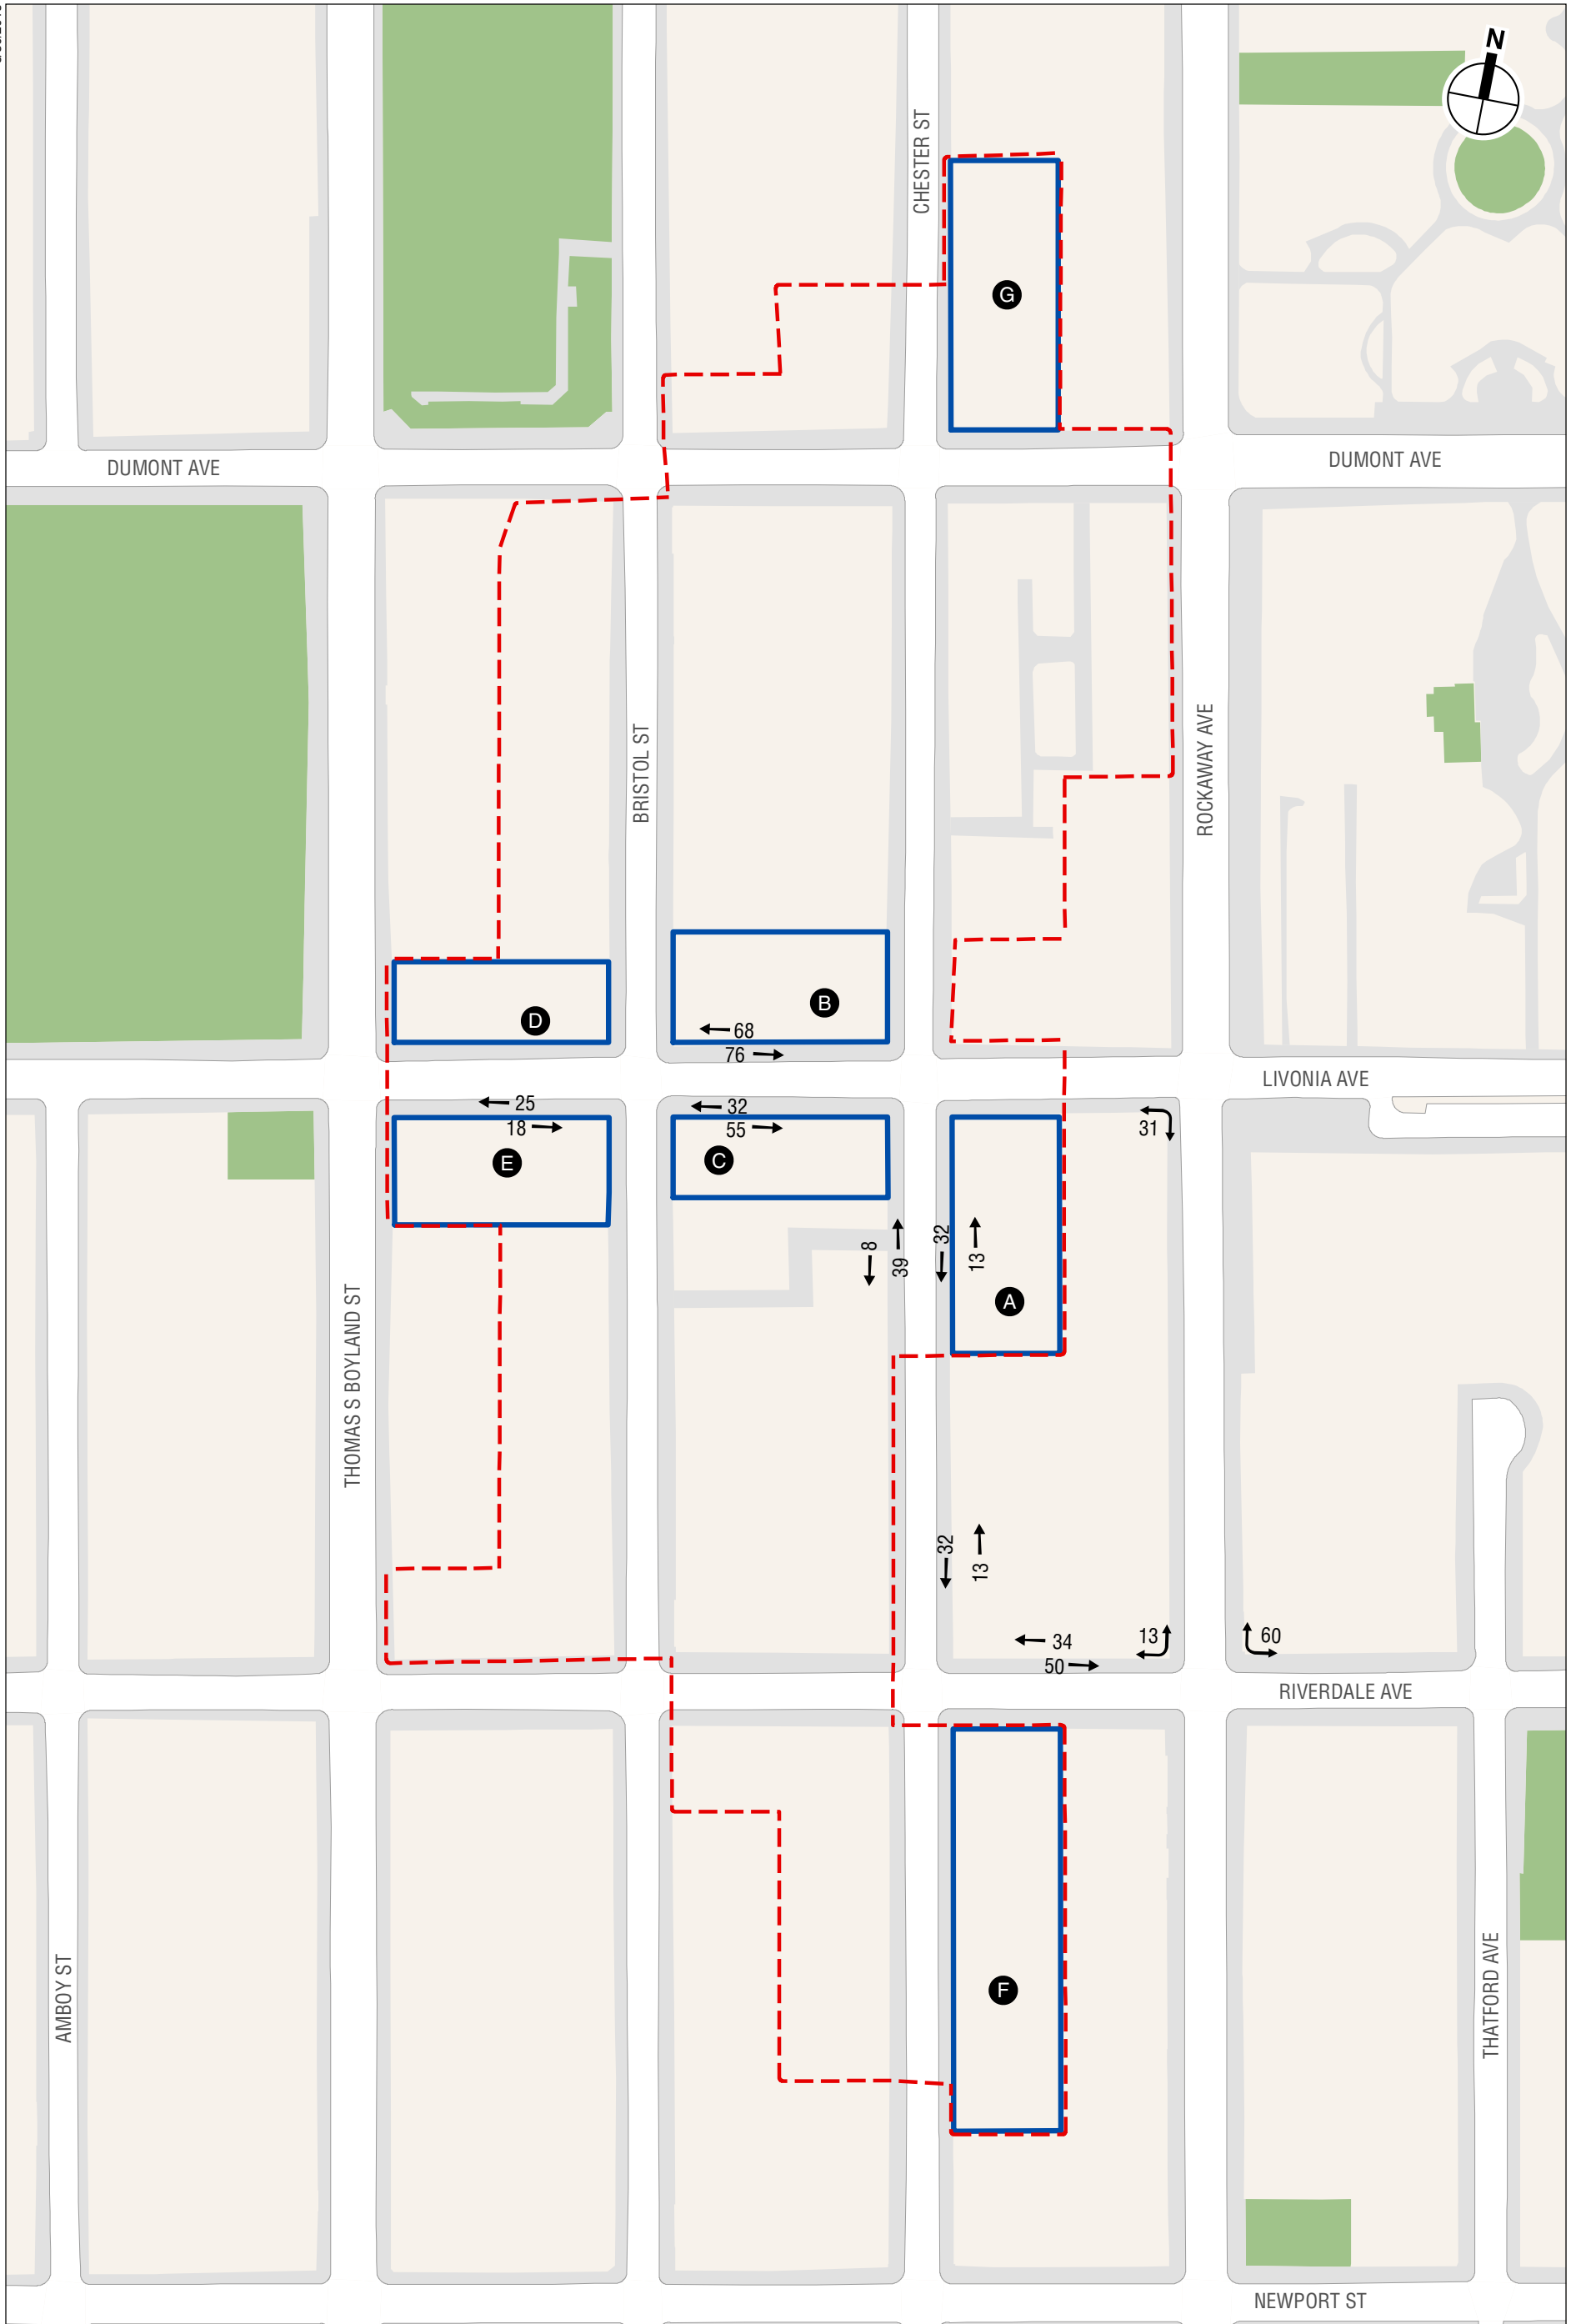 N
CHESTER ST
G
DUMONT AVE
DUMONT AVE
BRISTOL ST
ROCKAWAY AVE
D
B
68
76
LIVONIA AVE
25
18
32
55
31
E
C
8
39
32
13
A
THOMAS S BOYLAND ST
32
13
34
50
13
60
RIVERDALE AVE
AMBOY ST
F
THATFORD AVE
NEWPORT ST